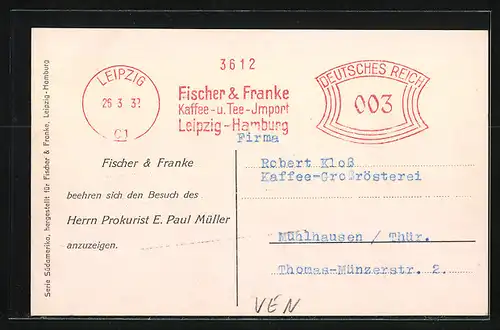 LEIPZIG
26 3 32
C1
3612
Fischer & Franke
Kaffee-u. Tee-Jmport
Leipzig-Hamburg
DEUTSCHES REICH
003
Firma
Robert Kloß
Kaffee-Großrösterei
Mühlhausen / Thür.
Thomas-Münzerstr. 2.
Fischer & Franke
beehren sich den Besuch des
Herrn Prokurist E. Paul Müller
anzuzeigen.
Serie Südamerika, hergestellt für Fischer & Franke, Leipzig-Hamburg
VEN